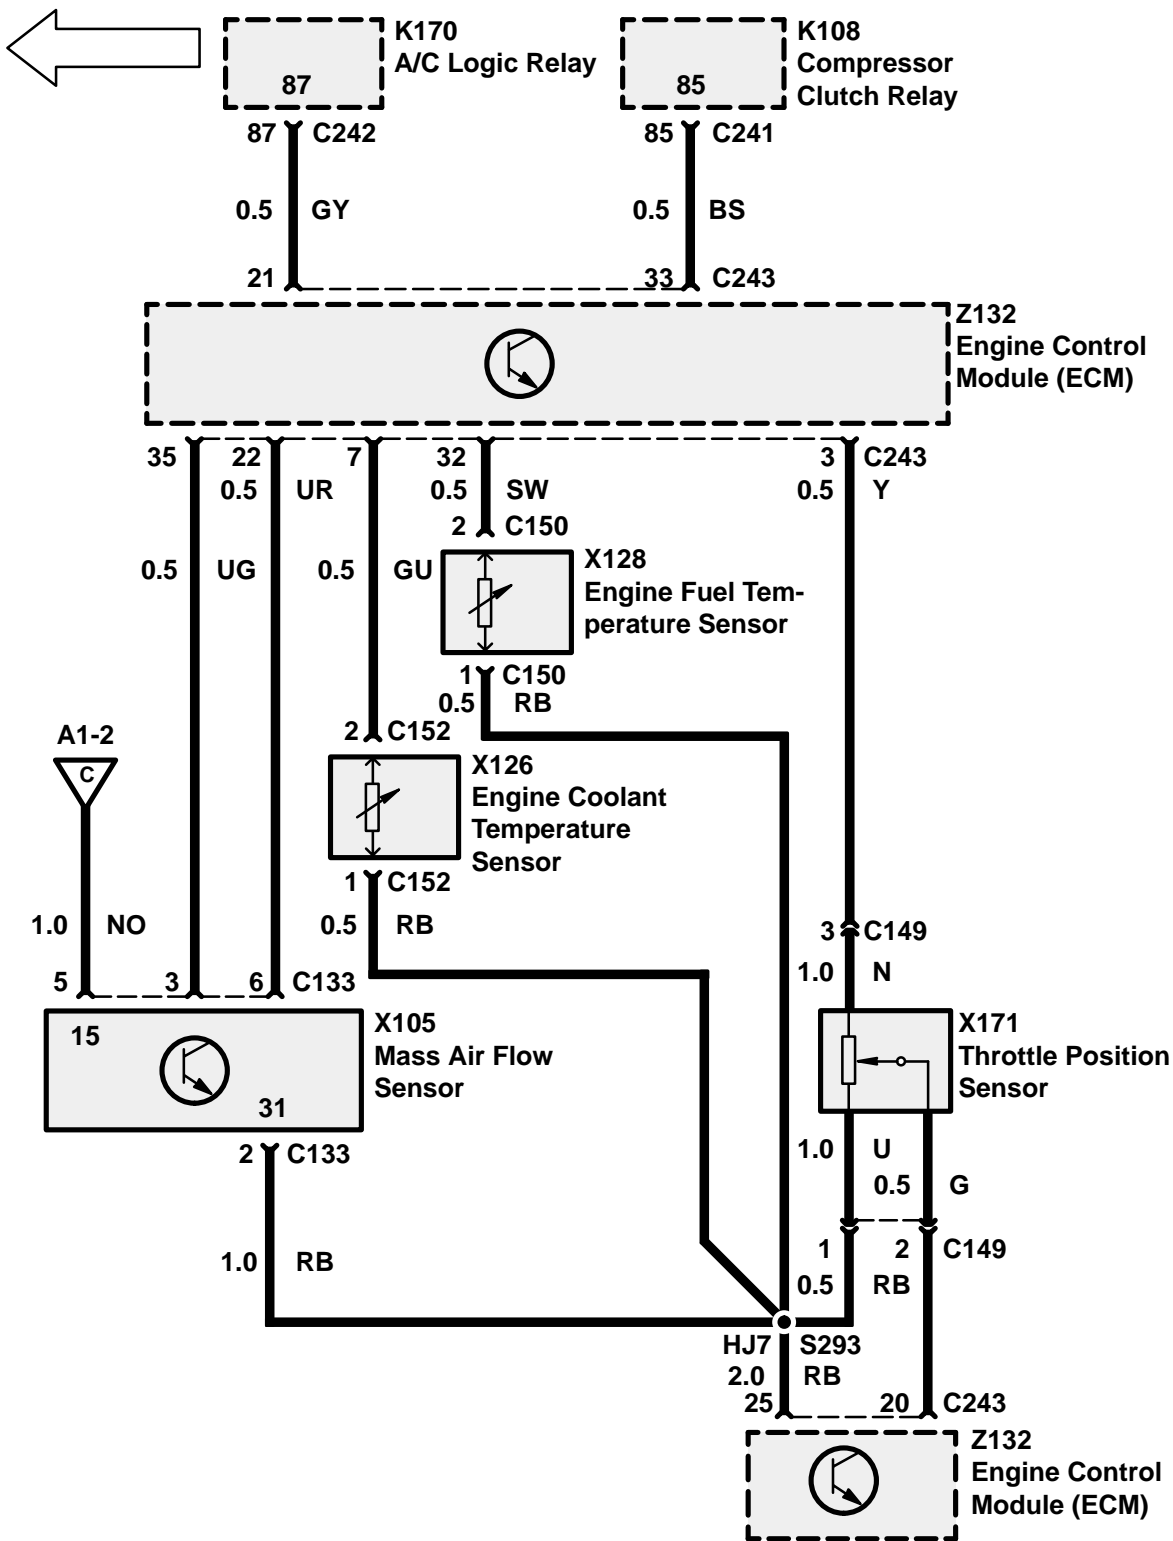 K170
A/C Logic Relay
87
K108
Compressor
Clutch Relay
85
87 C242
85 C241
0.5 GY
0.5 BS
21
33 C243
Z132
Engine Control
Module (ECM)
35
22
7
32
3 C243
0.5 UR
0.5 SW
0.5 Y
2 C150
0.5 UG
0.5 GU
X128
Engine Fuel Tem-
perature Sensor
1 C150
0.5 RB
A1-2
C
2 C152
X126
Engine Coolant
Temperature
Sensor
1 C152
1.0 NO
0.5 RB
3 C149
1.0 N
5
3
6 C133
15
31
X105
Mass Air Flow
Sensor
X171
Throttle Position
Sensor
2 C133
1.0 U
0.5 G
1.0 RB
1
2 C149
0.5 RB
HJ7 S293
2.0 RB
25
20 C243
Z132
Engine Control
Module (ECM)